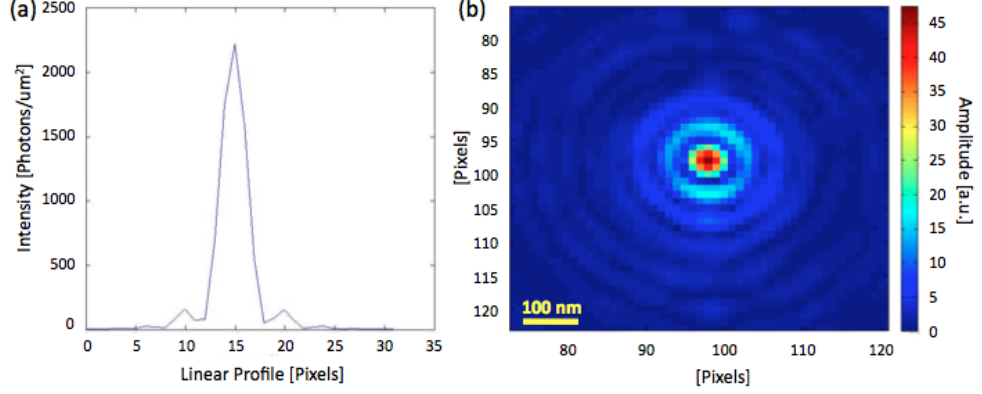 (a)
2500
2000
1500
1000
500
0
0 5 10 15 20 25 30 35
Intensity [Photons/um²]
Linear Profile [Pixels]
(b)
80
85
90
95
100
105
110
115
120
[Pixels]
100 nm
80 90 100 110 120
[Pixels]
45
40
35
30
25
20
15
10
5
0
Amplitude [a.u.]